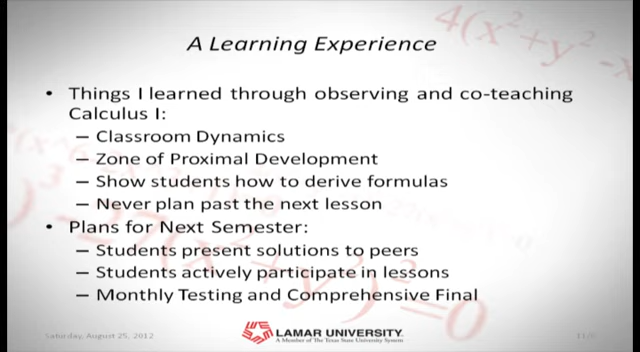 A Learning Experience
• Things I learned through observing and co-teaching
Calculus I:
– Classroom Dynamics
– Zone of Proximal Development
– Show students how to derive formulas
– Never plan past the next lesson
• Plans for Next Semester:
– Students present solutions to peers
– Students actively participate in lessons
– Monthly Testing and Comprehensive Final
Saturday, August 25, 2012
LAMAR UNIVERSITY
A Member of The Texas State University System